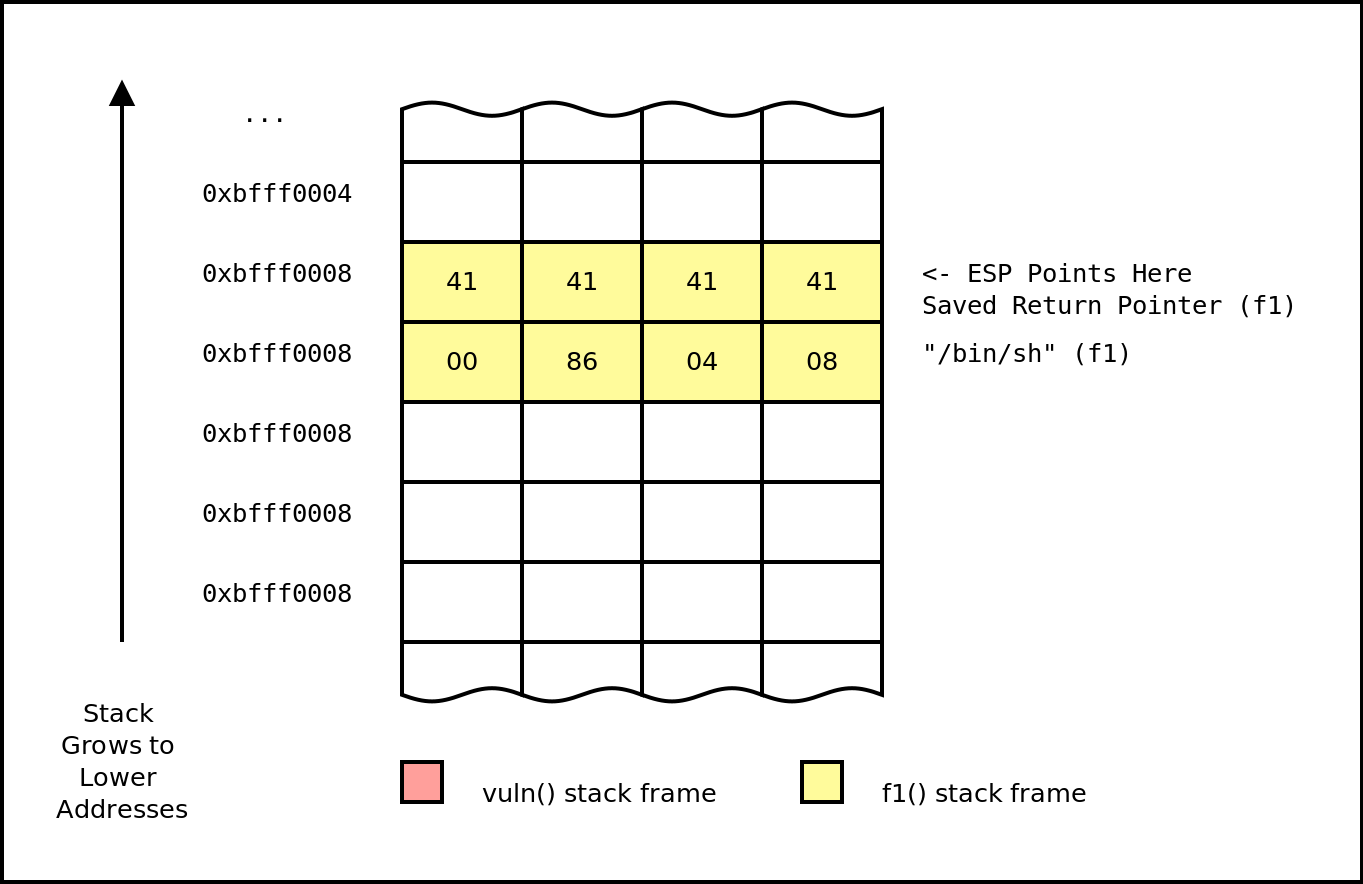 ...
0xbfff0004
0xbfff0008
41 41 41 41
<- ESP Points Here
Saved Return Pointer (f1)
0xbfff0008
00 86 04 08
"/bin/sh" (f1)
0xbfff0008
0xbfff0008
0xbfff0008
Stack
Grows to
Lower
Addresses
vuln() stack frame
f1() stack frame